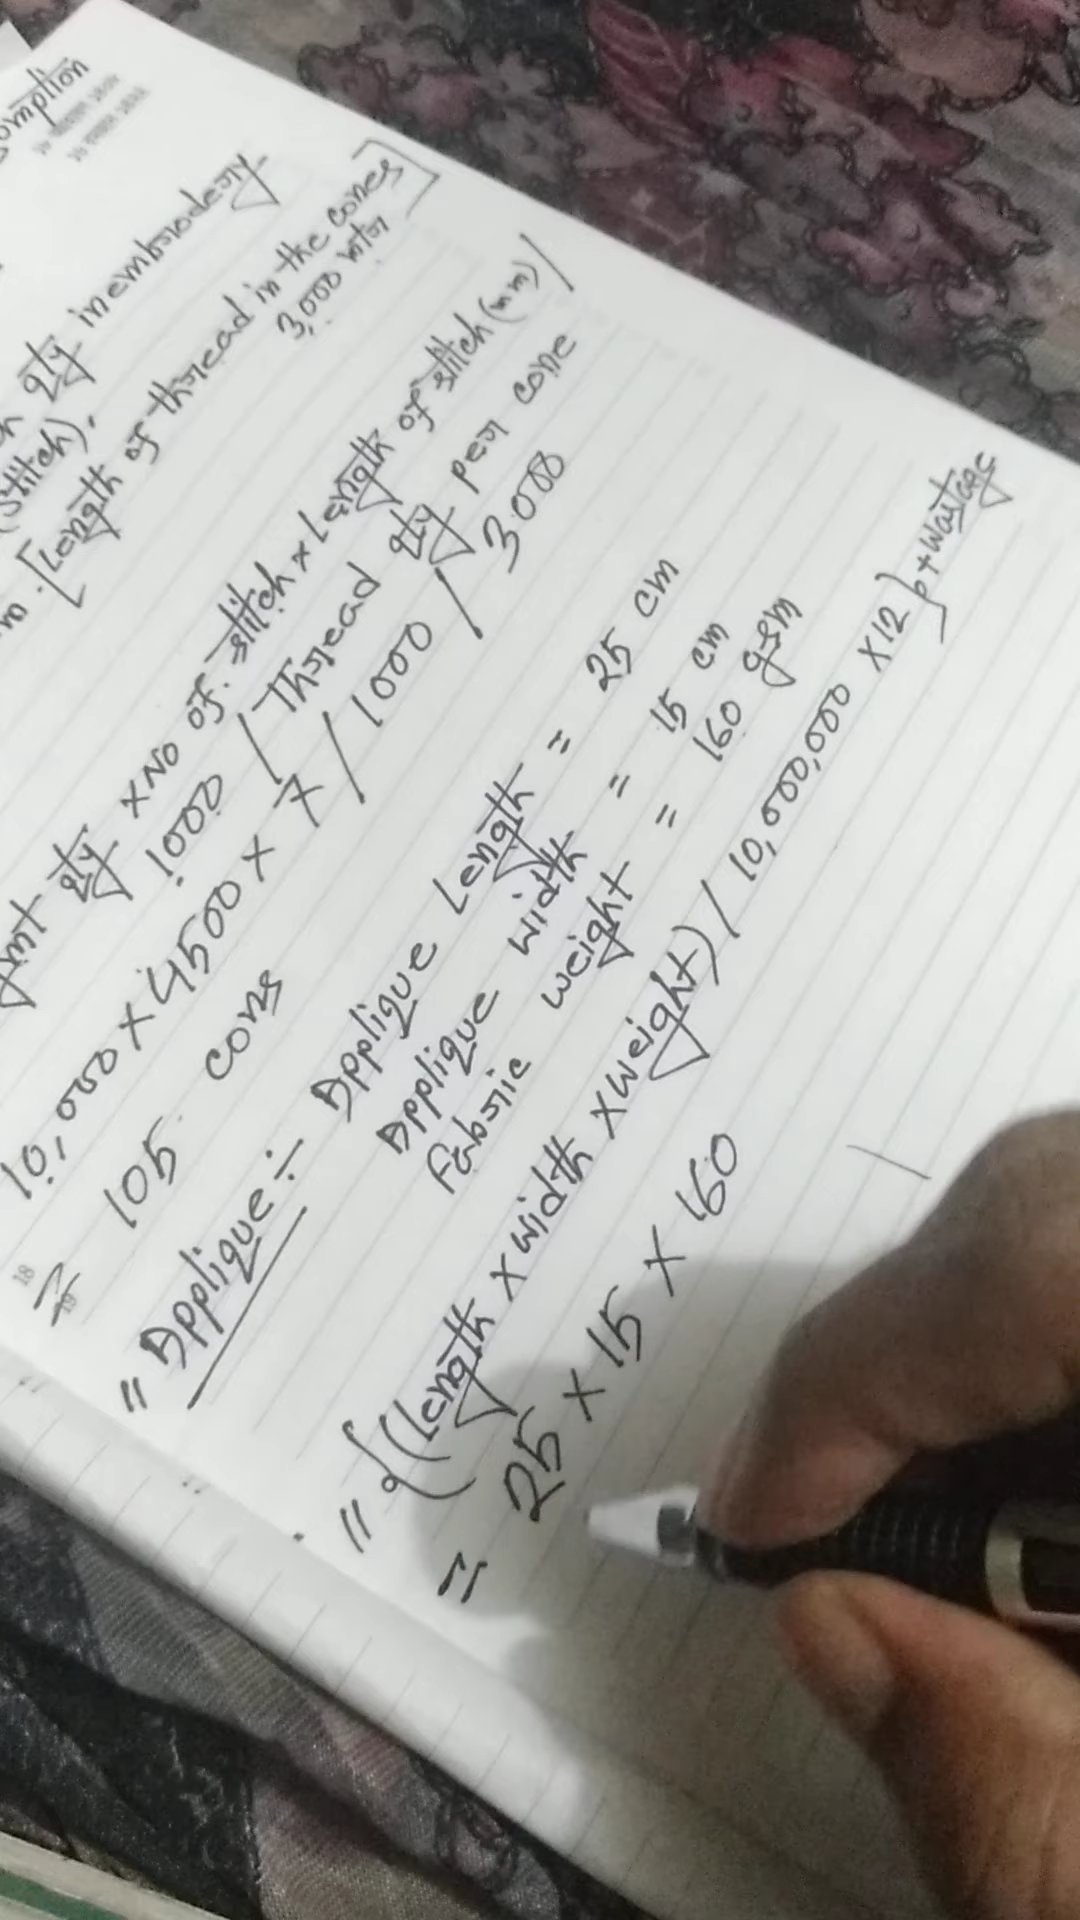 qty in embrodery
(stitch).
[Length of thread in the cones]
3,000 mtr
gmt qty x No of. stitch x Length of stitch (mm) /
1000 / Thread qty per cone
10,000 x 4500 x 7 / 1000 / 3000
105 cons
" Applique :-
Applique Length = 25 cm
Applique width = 15 cm
Fabric weight = 160 gsm
" {(length x width x weight) / 10,000,000 x 12} + wastage
= 25 x 15 x 160